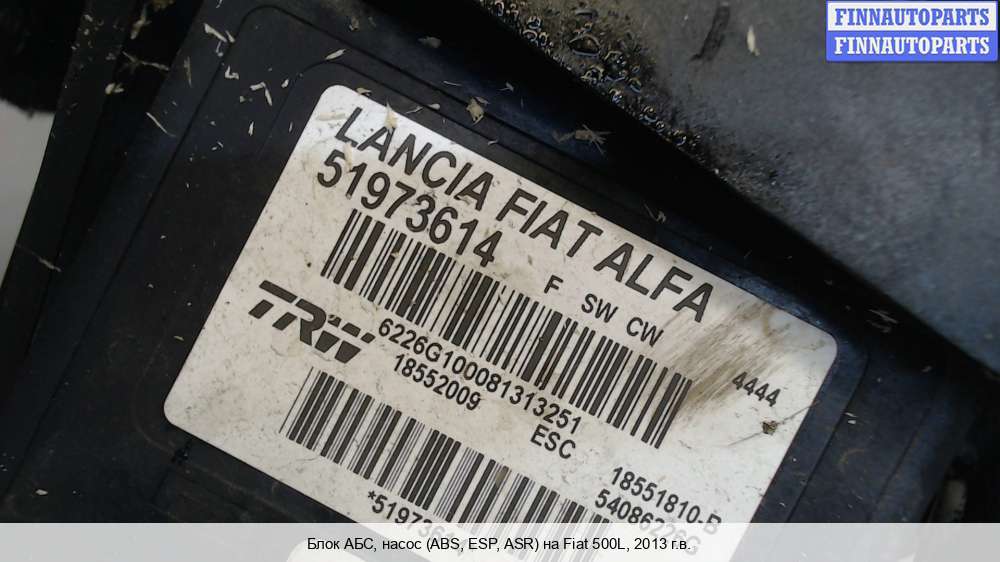 FINNAUTOPARTS
FINNAUTOPARTS
LANCIA FIAT ALFA
51973614
F SW CW
4444
TRW
6226G100081313251
18552009
ESC
18551810-B
54086226G
Блок АБС, насос (ABS, ESP, ASR) на Fiat 500L, 2013 г.в.